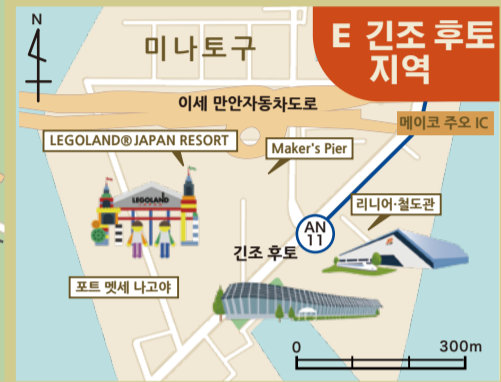 N
미나토구
E 긴조 후토
지역
이세 만안자동차도로
메이코 주오 IC
LEGOLAND® JAPAN RESORT
Maker's Pier
LEGOLAND
JAPAN
리니어·철도관
AN
11
긴조 후토
포트 멧세 나고야
0
300m